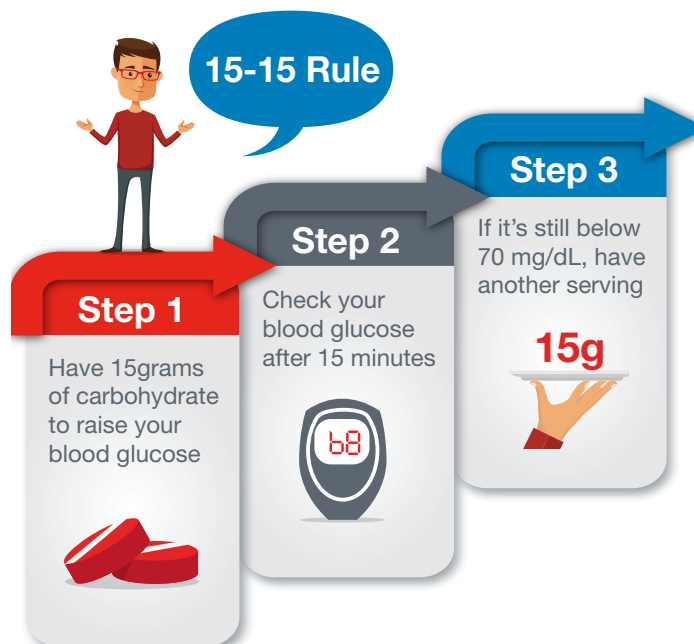 15-15 Rule
Step 1
Have 15grams
of carbohydrate
to raise your
blood glucose
Step 2
Check your
blood glucose
after 15 minutes
68
Step 3
If it's still below
70 mg/dL, have
another serving
15g